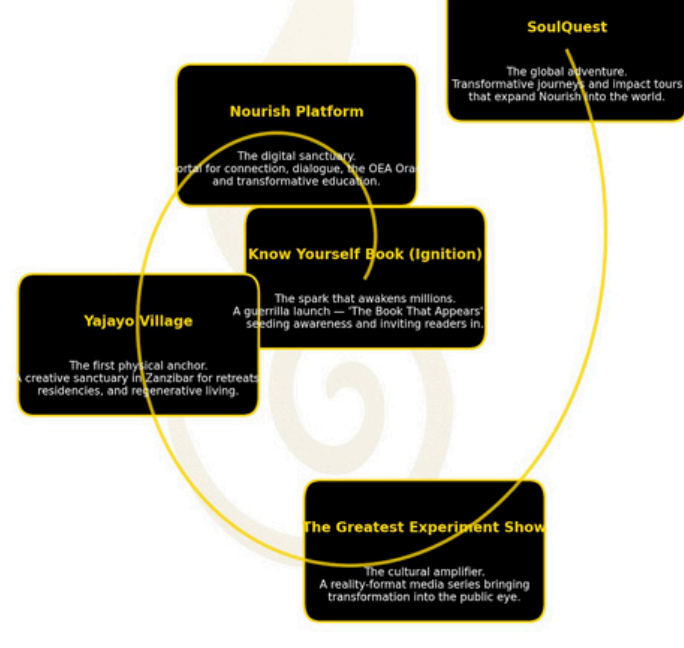 SoulQuest
The global adventure.
Transformative journeys and impact tours
that expand Nourish into the world.
Nourish Platform
The digital sanctuary.
ortal for connection, dialogue, the OEA Ora
and transformative education.
Know Yourself Book (Ignition)
The spark that awakens millions.
A guerrilla launch — 'The Book That Appears'
seeding awareness and inviting readers in.
Yajayo Village
The first physical anchor.
A creative sanctuary in Zanzibar for retreats,
residencies, and regenerative living.
The Greatest Experiment Show
The cultural amplifier.
A reality-format media series bringing
transformation into the public eye.